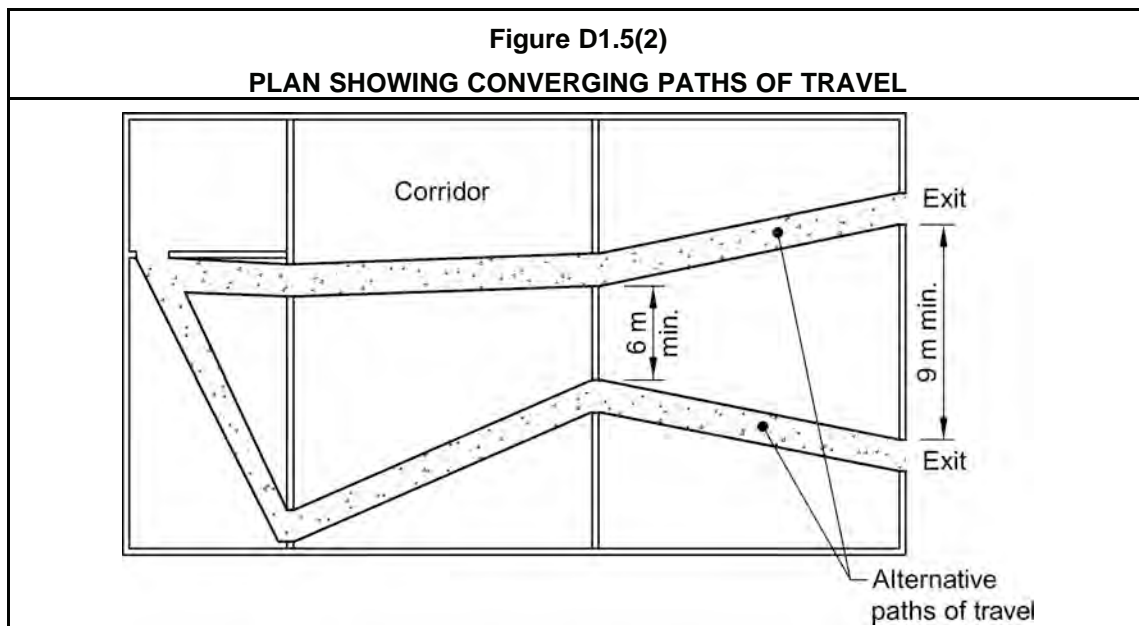 Figure D1.5(2)
PLAN SHOWING CONVERGING PATHS OF TRAVEL
Corridor
Exit
6 m
min.
9 m min.
Exit
Alternative
paths of travel